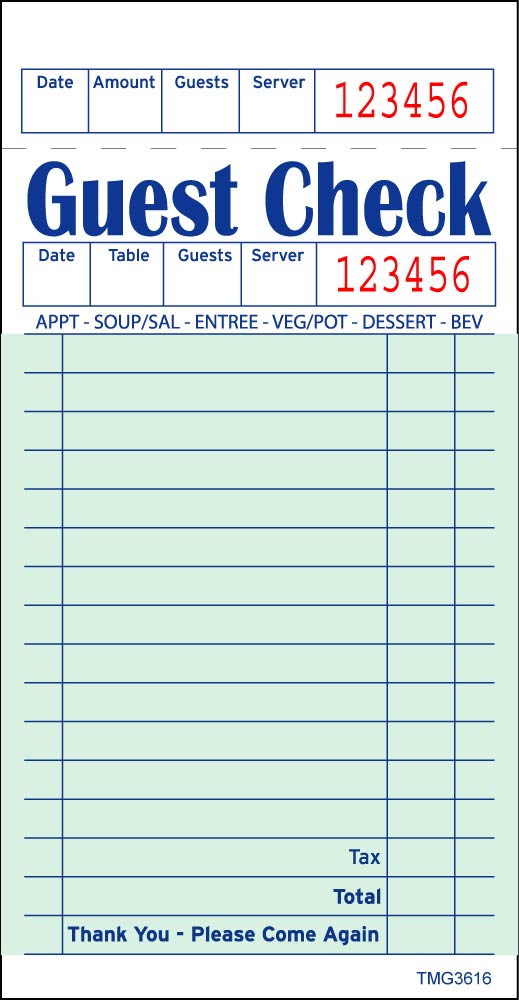 Date Amount Guests Server 123456
Guest Check
Date Table Guests Server 123456
APPT - SOUP/SAL - ENTREE - VEG/POT - DESSERT - BEV
Tax
Total
Thank You - Please Come Again
TMG3616